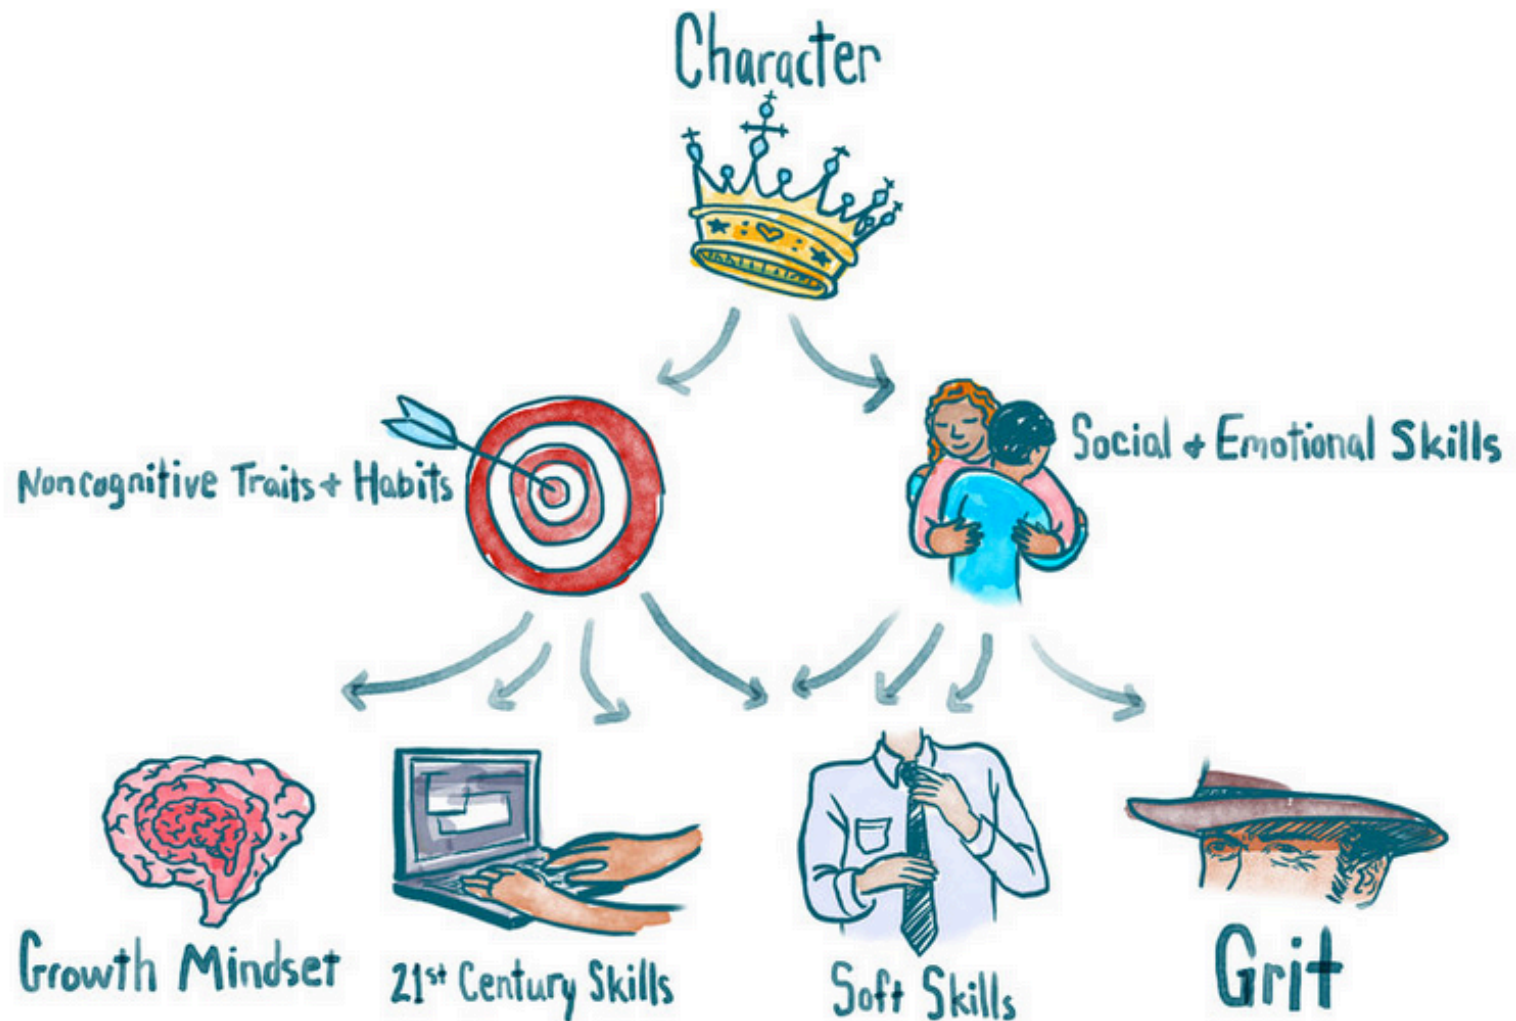 Character
Noncognitive Traits + Habits
Social + Emotional Skills
Growth Mindset
21st Century Skills
Soft Skills
Grit